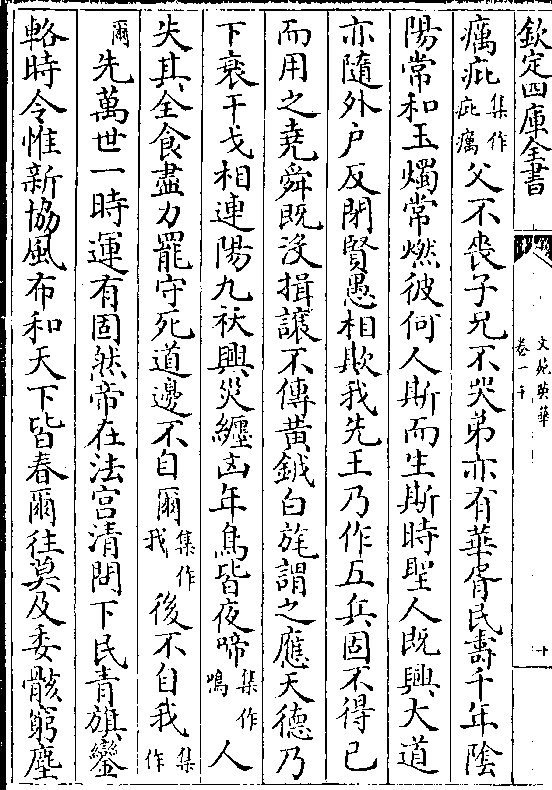 欽定四庫全書
文苑英華
卷一千
十
癘疵集作疵癘父不喪子兄不哭弟亦有華胥民壽千年陰
陽常和玉燭常燃彼何人斯而生斯時聖人既興大道
亦隨外户反閉賢愚相欺我先王乃作五兵固不得已
而用之堯舜既沒揖讓不傳黄鉞白旄謂之應天德乃
下衰干戈相連陽九祅興災纒凶年鳥皆夜啼集作鳴人
失其全食盡力罷守死道邊不自爾集作我後不自我集作
爾先萬世一時運有固然帝在法宫清問下民青旗鑾
輅時令惟新協風布和天下皆春爾往莫及委骸窮塵